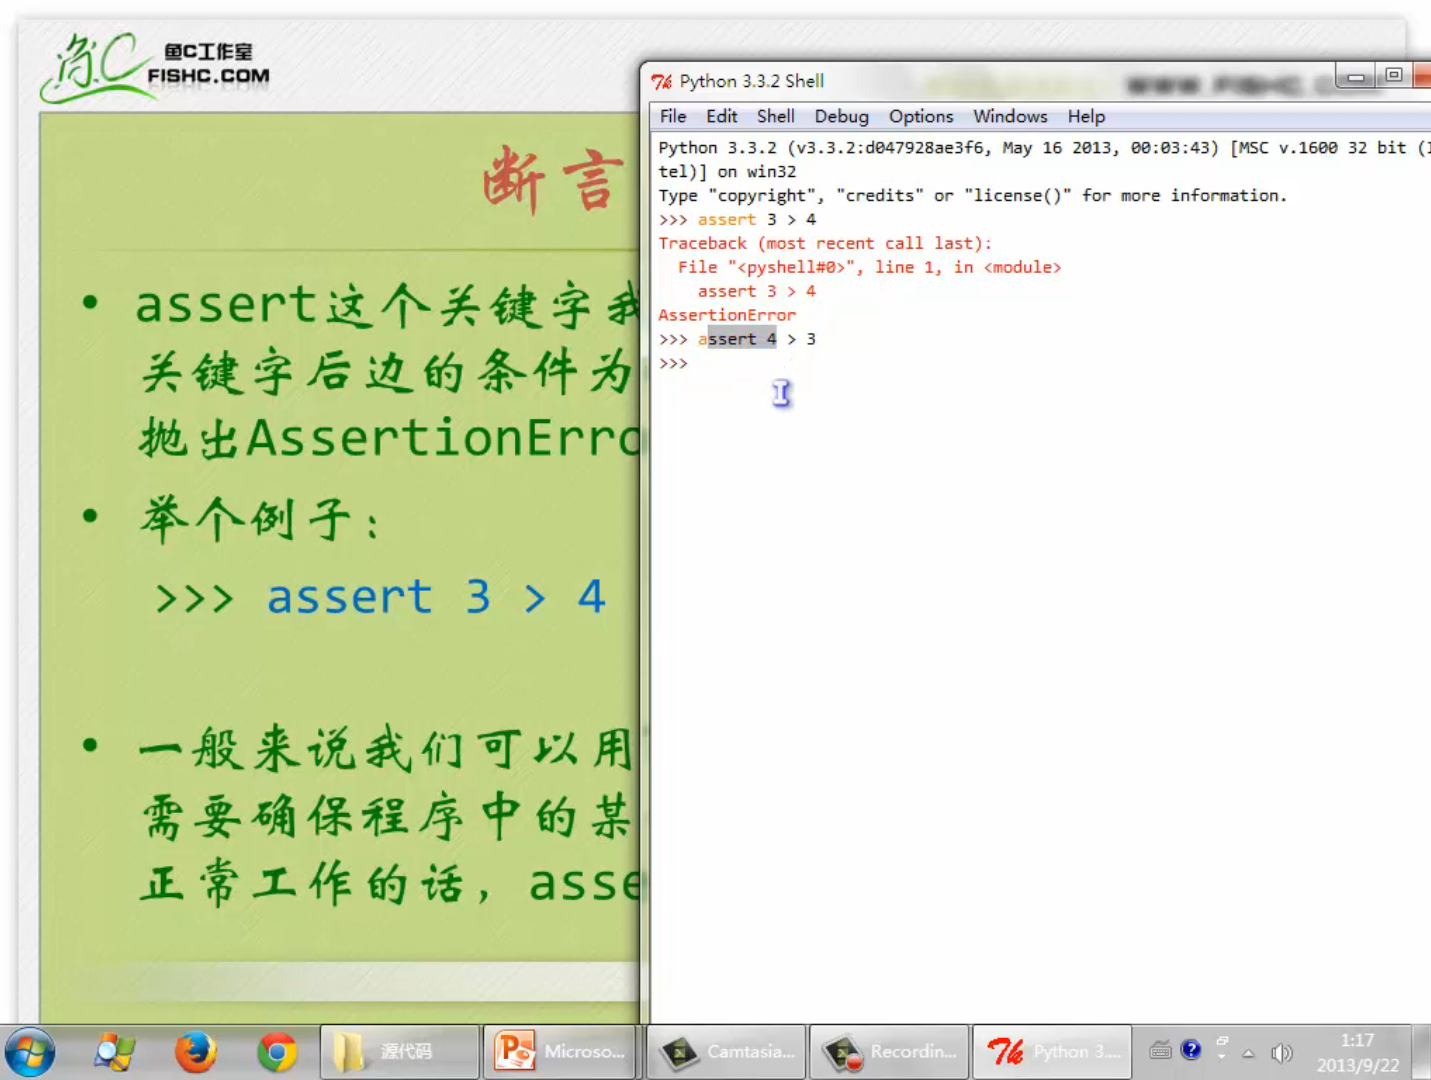 鱼C工作室
FISHC.COM
断言
assert这个关键字
关键字后边的条件为
抛出AssertionErro
举个例子：
>>> assert 3 > 4
一般来说我们可以用
需要确保程序中的某
正常工作的话，asse
Python 3.3.2 Shell
File Edit Shell Debug Options Windows Help
Python 3.3.2 (v3.3.2:d047928ae3f6, May 16 2013, 00:03:43) [MSC v.1600 32 bit (
tel)] on win32
Type "copyright", "credits" or "license()" for more information.
>>> assert 3 > 4
Traceback (most recent call last):
File "<pyshell#0>", line 1, in <module>
assert 3 > 4
AssertionError
>>> assert 4 > 3
>>>
源代码
Microso...
Camtasia...
Recordin...
Python 3....
1:17
2013/9/22